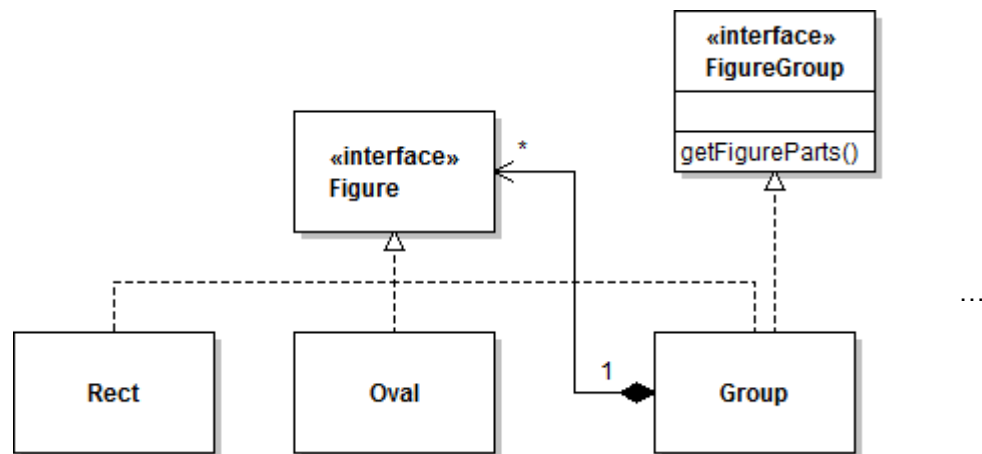 «interface»
FigureGroup
getFigureParts()
«interface»
Figure
*
...
1
Rect
Oval
Group